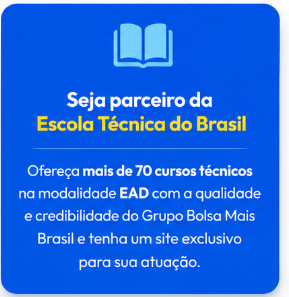 Seja parceiro da
Escola Técnica do Brasil
Ofereça mais de 70 cursos técnicos
na modalidade EAD com a qualidade
e credibilidade do Grupo Bolsa Mais
Brasil e tenha um site exclusivo
para sua atuação.